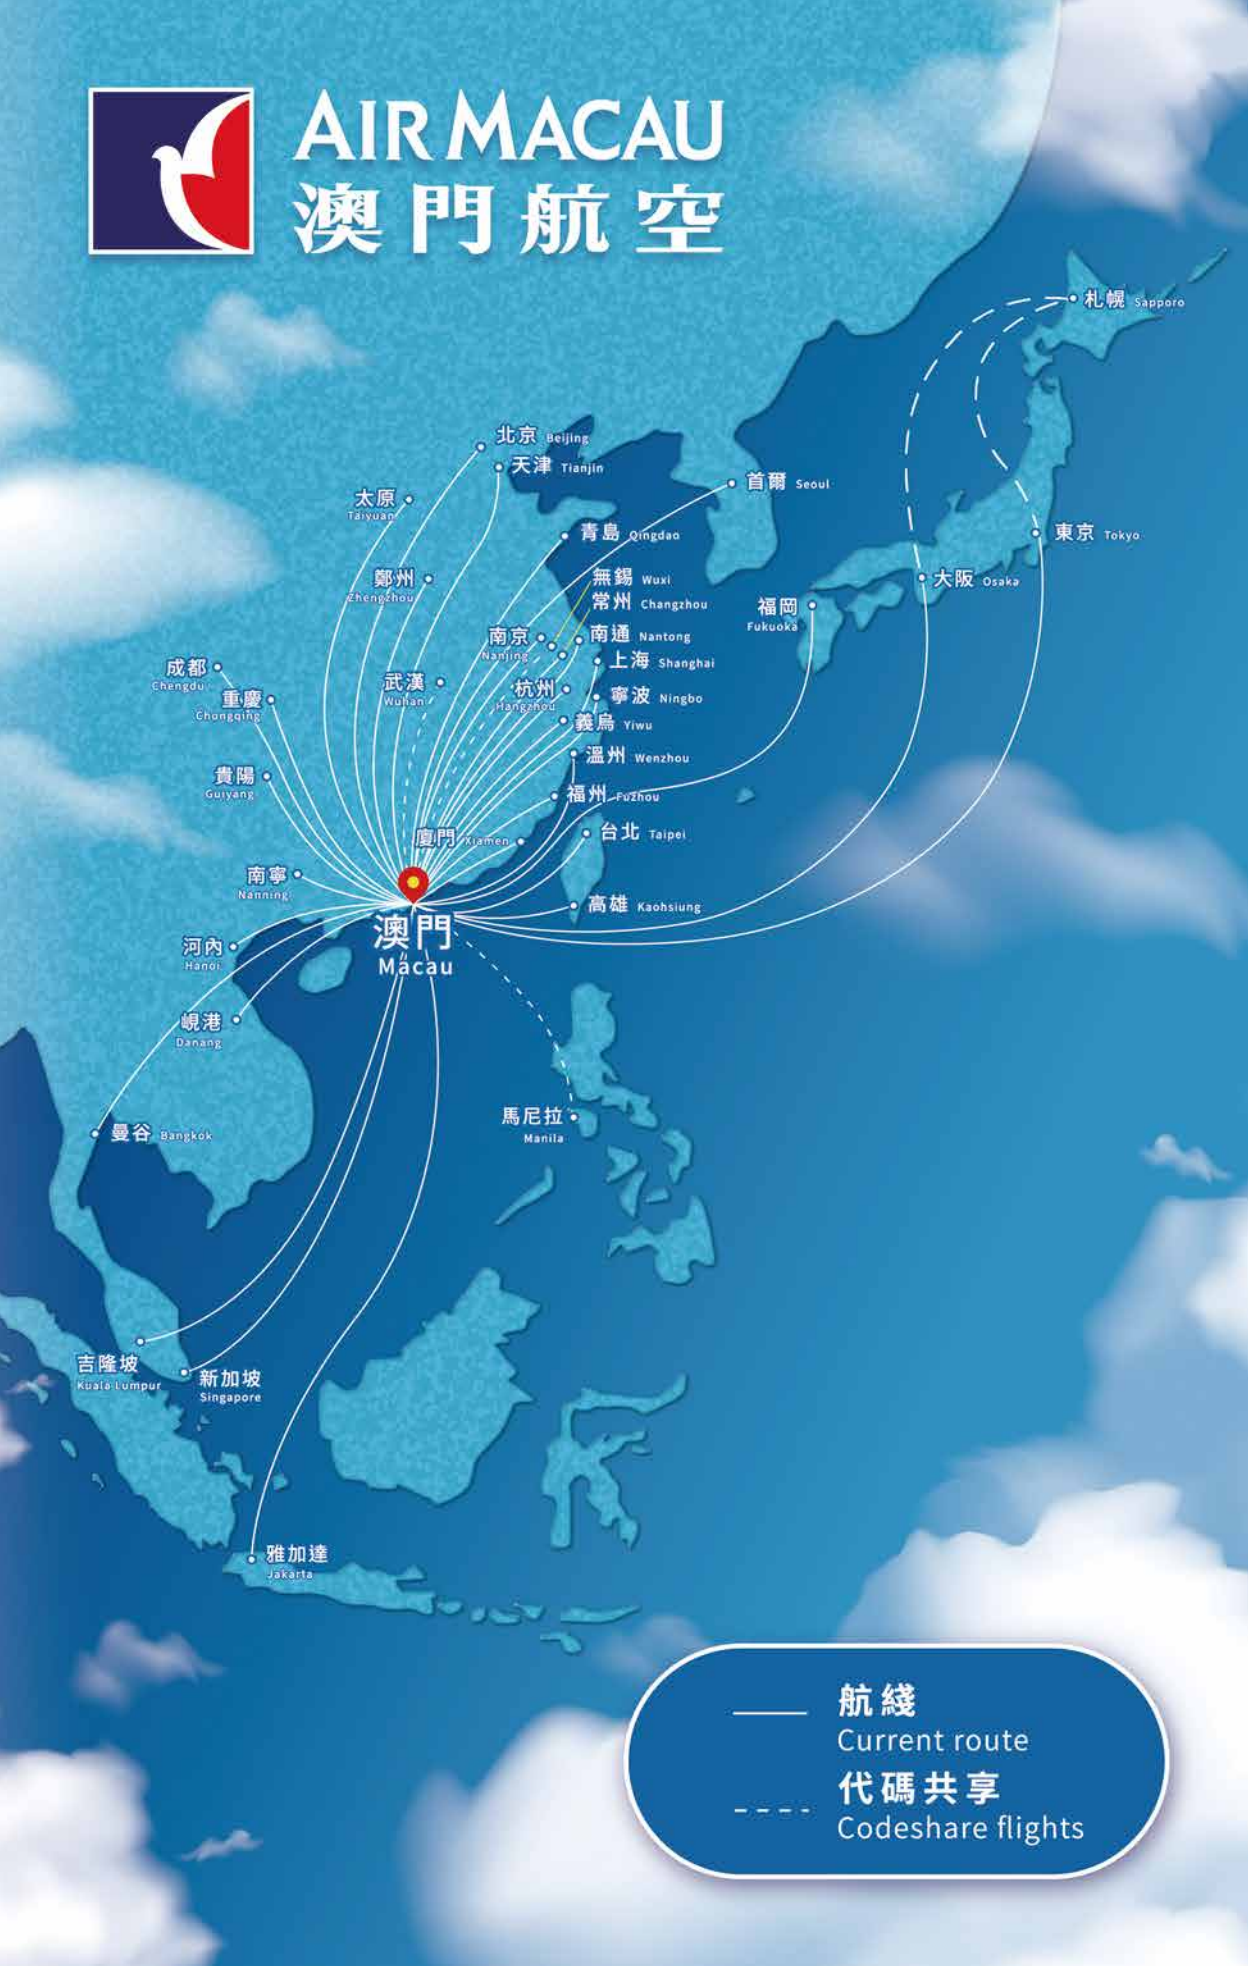 AIR MACAU
澳門航空
札幌 Sapporo
北京 Beijing
天津 Tianjin
首爾 Seoul
太原
Taiyuan
青島 Qingdao
東京 Tokyo
鄭州
Zhengzhou
無錫 Wuxi
大阪 Osaka
常州 Changzhou
福岡
Fukuoka
南京
Nanjing
南通 Nantong
上海 Shanghai
成都
Chengdu
武漢
Wuhan
杭州
Hangzhou
寧波 Ningbo
重慶
Chongqing
義烏 Yiwu
溫州 Wenzhou
貴陽
Guiyang
福州 Fuzhou
廈門 Xiamen
台北 Taipei
南寧
Nanning
高雄 Kaohsiung
澳門
Macau
河內
Hanoi
峴港
Danang
馬尼拉
Manila
曼谷 Bangkok
吉隆坡
Kuala Lumpur
新加坡
Singapore
雅加達
Jakarta
航綫
Current route
代碼共享
Codeshare flights